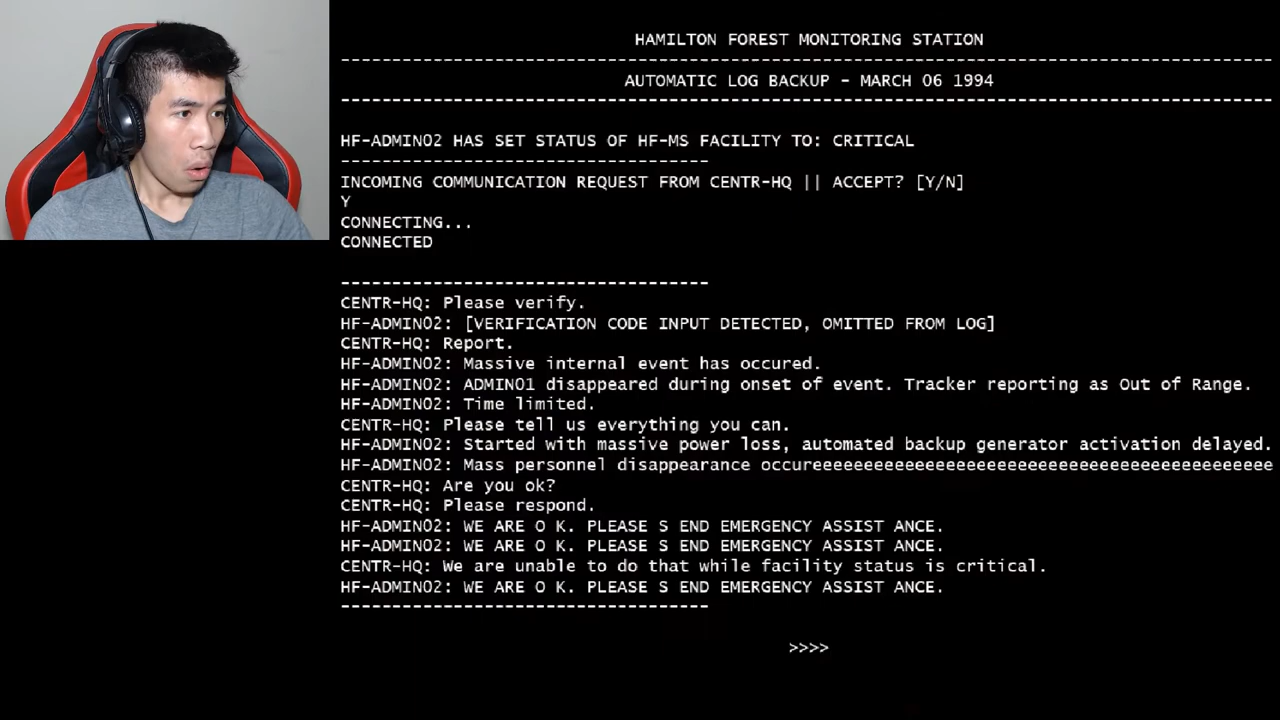 HAMILTON FOREST MONITORING STATION
--------------------------------------------------------------------------------------------
AUTOMATIC LOG BACKUP - MARCH 06 1994
--------------------------------------------------------------------------------------------
HF-ADMIN02 HAS SET STATUS OF HF-MS FACILITY TO: CRITICAL
------------------------------------
INCOMING COMMUNICATION REQUEST FROM CENTR-HQ || ACCEPT? [Y/N]
Y
CONNECTING...
CONNECTED
------------------------------------
CENTR-HQ: Please verify.
HF-ADMIN02: [VERIFICATION CODE INPUT DETECTED, OMITTED FROM LOG]
CENTR-HQ: Report.
HF-ADMIN02: Massive internal event has occured.
HF-ADMIN02: ADMIN01 disappeared during onset of event. Tracker reporting as Out of Range.
HF-ADMIN02: Time limited.
CENTR-HQ: Please tell us everything you can.
HF-ADMIN02: Started with massive power loss, automated backup generator activation delayed.
HF-ADMIN02: Mass personnel disappearance occureeeeeeeeeeeeeeeeeeeeeeeeeeeeeeeeeeeeeeeeeeeee
CENTR-HQ: Are you ok?
CENTR-HQ: Please respond.
HF-ADMIN02: WE ARE O K. PLEASE S END EMERGENCY ASSIST ANCE.
HF-ADMIN02: WE ARE O K. PLEASE S END EMERGENCY ASSIST ANCE.
CENTR-HQ: We are unable to do that while facility status is critical.
HF-ADMIN02: WE ARE O K. PLEASE S END EMERGENCY ASSIST ANCE.
------------------------------------
>>>>